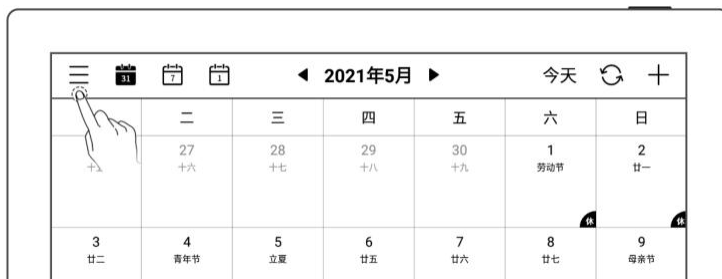 31 7 1 2021年5月 今天
二 三 四 五 六 日
27 28 29 30 1 2
十六 十七 十八 十九 劳动节 廿一
休 休
3 4 5 6 7 8 9
廿二 青年节 立夏 廿五 廿六 廿七 母亲节